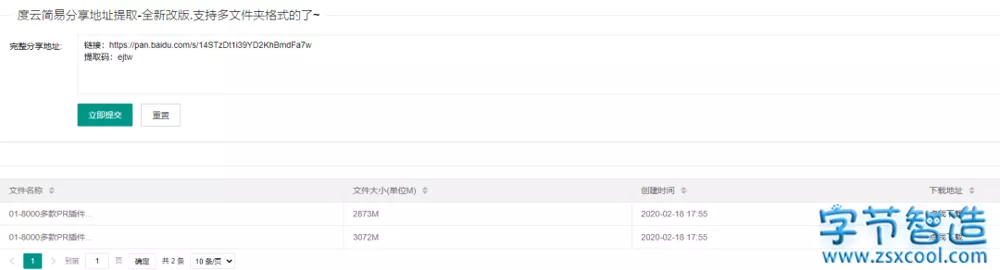 度云简易分享地址提取-全新改版.支持多文件夹格式的了~
完整分享地址:
链接：https://pan.baidu.com/s/14STzDt1i39YD2KhBmdFa7w
提取码：ejtw
立即提交 重置
文件名称 文件大小(单位M) 创建时间 下载地址
01-8000多款PR插件... 2873M 2020-02-18 17:55
01-8000多款PR插件... 3072M 2020-02-18 17:55
1 到第 1 页 确定 共 2 条 10 条/页
字节智造
www.zsxcool.com